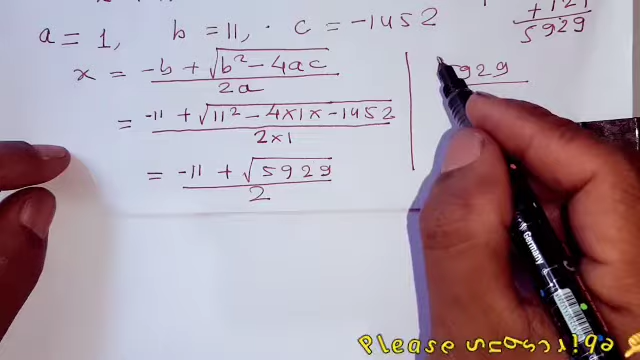 +121
5929
a = 1, b = 11, · c = -1452
x = -b + √b² - 4ac / 2a
= -11 + √11² - 4×1× -1452 / 2×1
= -11 + √5929 / 2
5929
Germany
Please subscribe